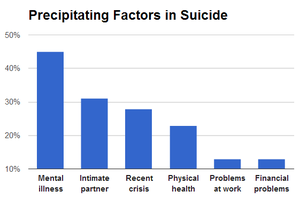 Precipitating Factors in Suicide
50%
40%
30%
20%
10%
Mental Intimate Recent Physical Problems Financial
illness partner crisis health at work problems